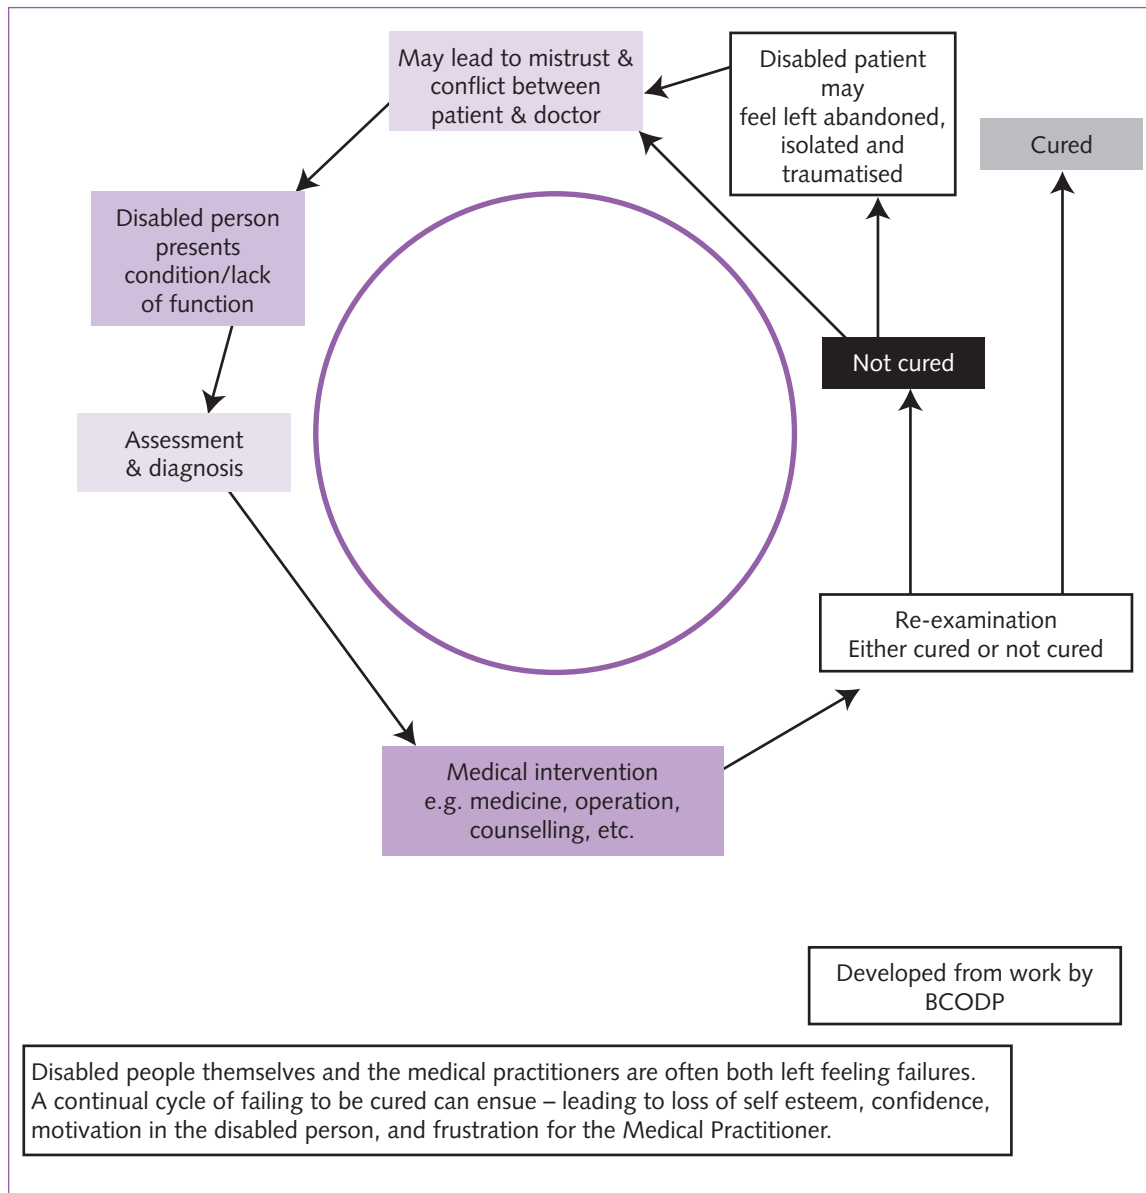 May lead to mistrust &
conflict between
patient & doctor
Disabled patient
may
feel left abandoned,
isolated and
traumatised
Cured
Disabled person
presents
condition/lack
of function
Not cured
Assessment
& diagnosis
Re-examination
Either cured or not cured
Medical intervention
e.g. medicine, operation,
counselling, etc.
Developed from work by
BCODP
Disabled people themselves and the medical practitioners are often both left feeling failures.
A continual cycle of failing to be cured can ensue – leading to loss of self esteem, confidence,
motivation in the disabled person, and frustration for the Medical Practitioner.